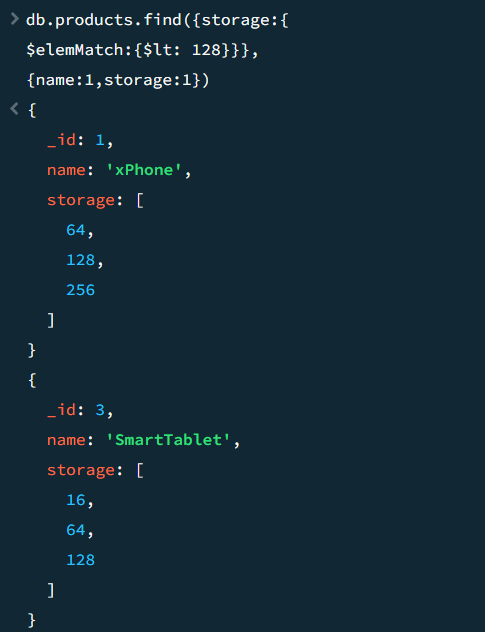 > db.products.find({storage:{
$elemMatch:{$lt: 128}}},
{name:1,storage:1})
< {
_id: 1,
name: 'xPhone',
storage: [
64,
128,
256
]
}
{
_id: 3,
name: 'SmartTablet',
storage: [
16,
64,
128
]
}